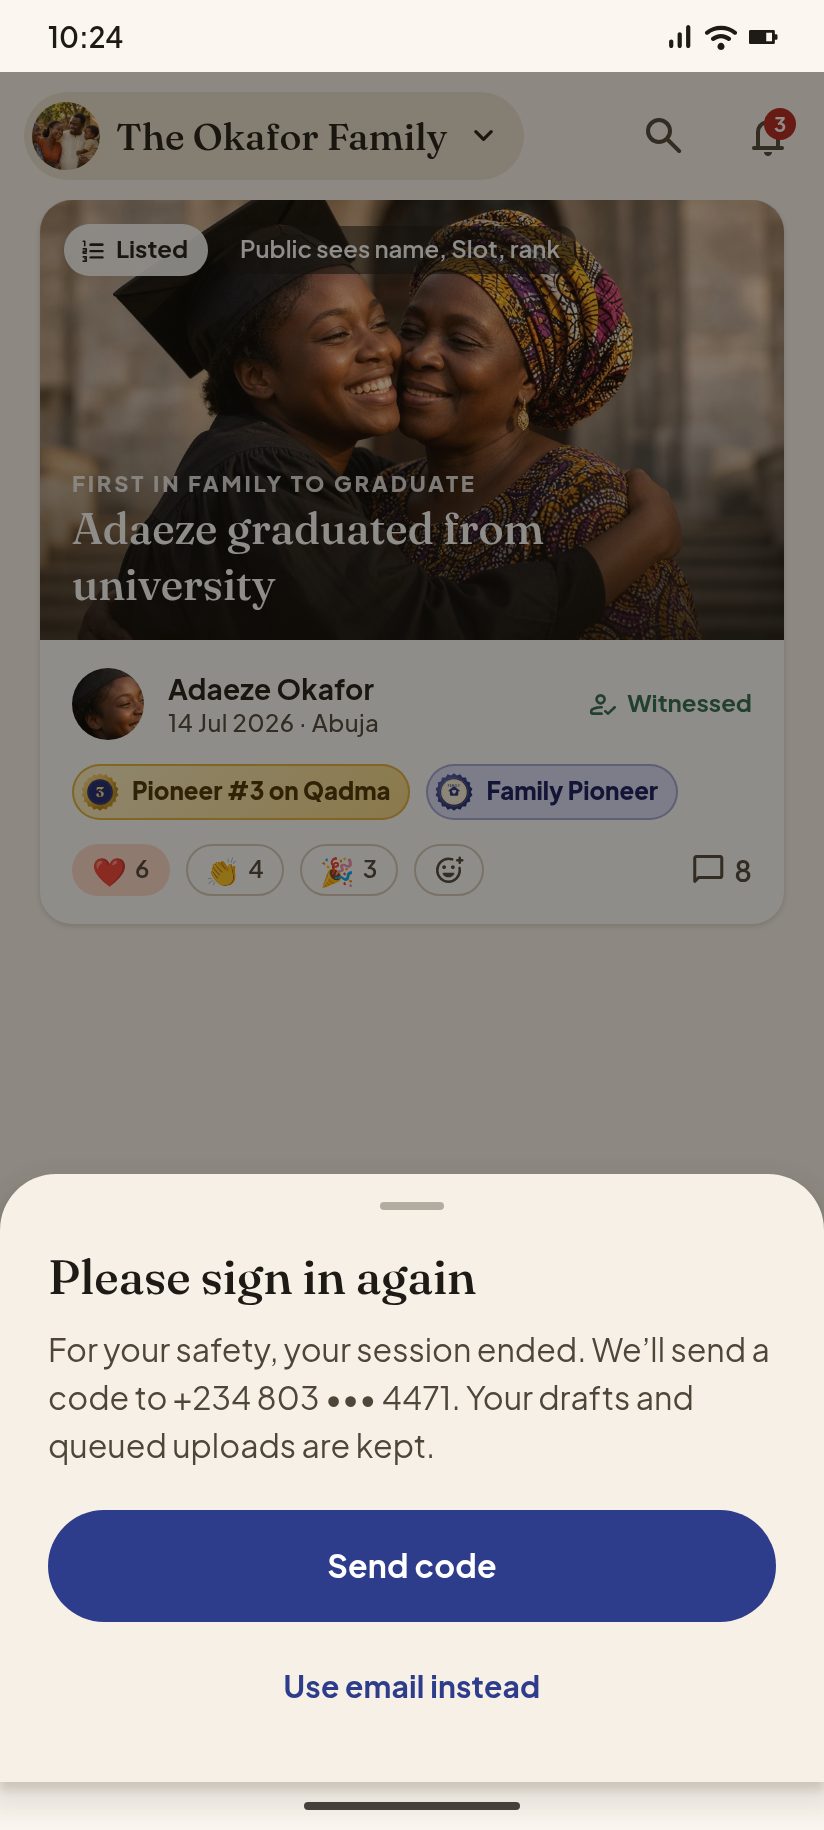 10:24
The Okafor Family
3
Listed
Public sees name, Slot, rank
FIRST IN FAMILY TO GRADUATE
Adaeze graduated from
university
Adaeze Okafor
14 Jul 2026 · Abuja
Witnessed
3 Pioneer #3 on Qadma
Family Pioneer
❤️ 6 👏 4 🎉 3
8
Please sign in again
For your safety, your session ended. We’ll send a
code to +234 803 ••• 4471. Your drafts and
queued uploads are kept.
Send code
Use email instead